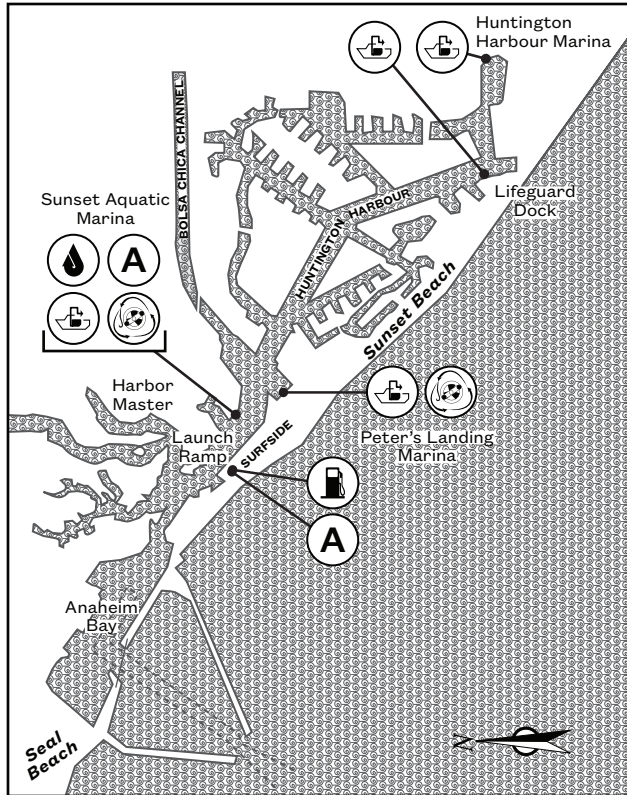 Huntington
Harbour Marina
BOLSA CHICA CHANNEL
Sunset Aquatic
Marina
A
HUNTINGTON HARBOUR
Lifeguard
Dock
Sunset Beach
Harbor
Master
Launch
Ramp
SURFSIDE
Peter's Landing
Marina
A
Anaheim
Bay
Seal
Beach
N